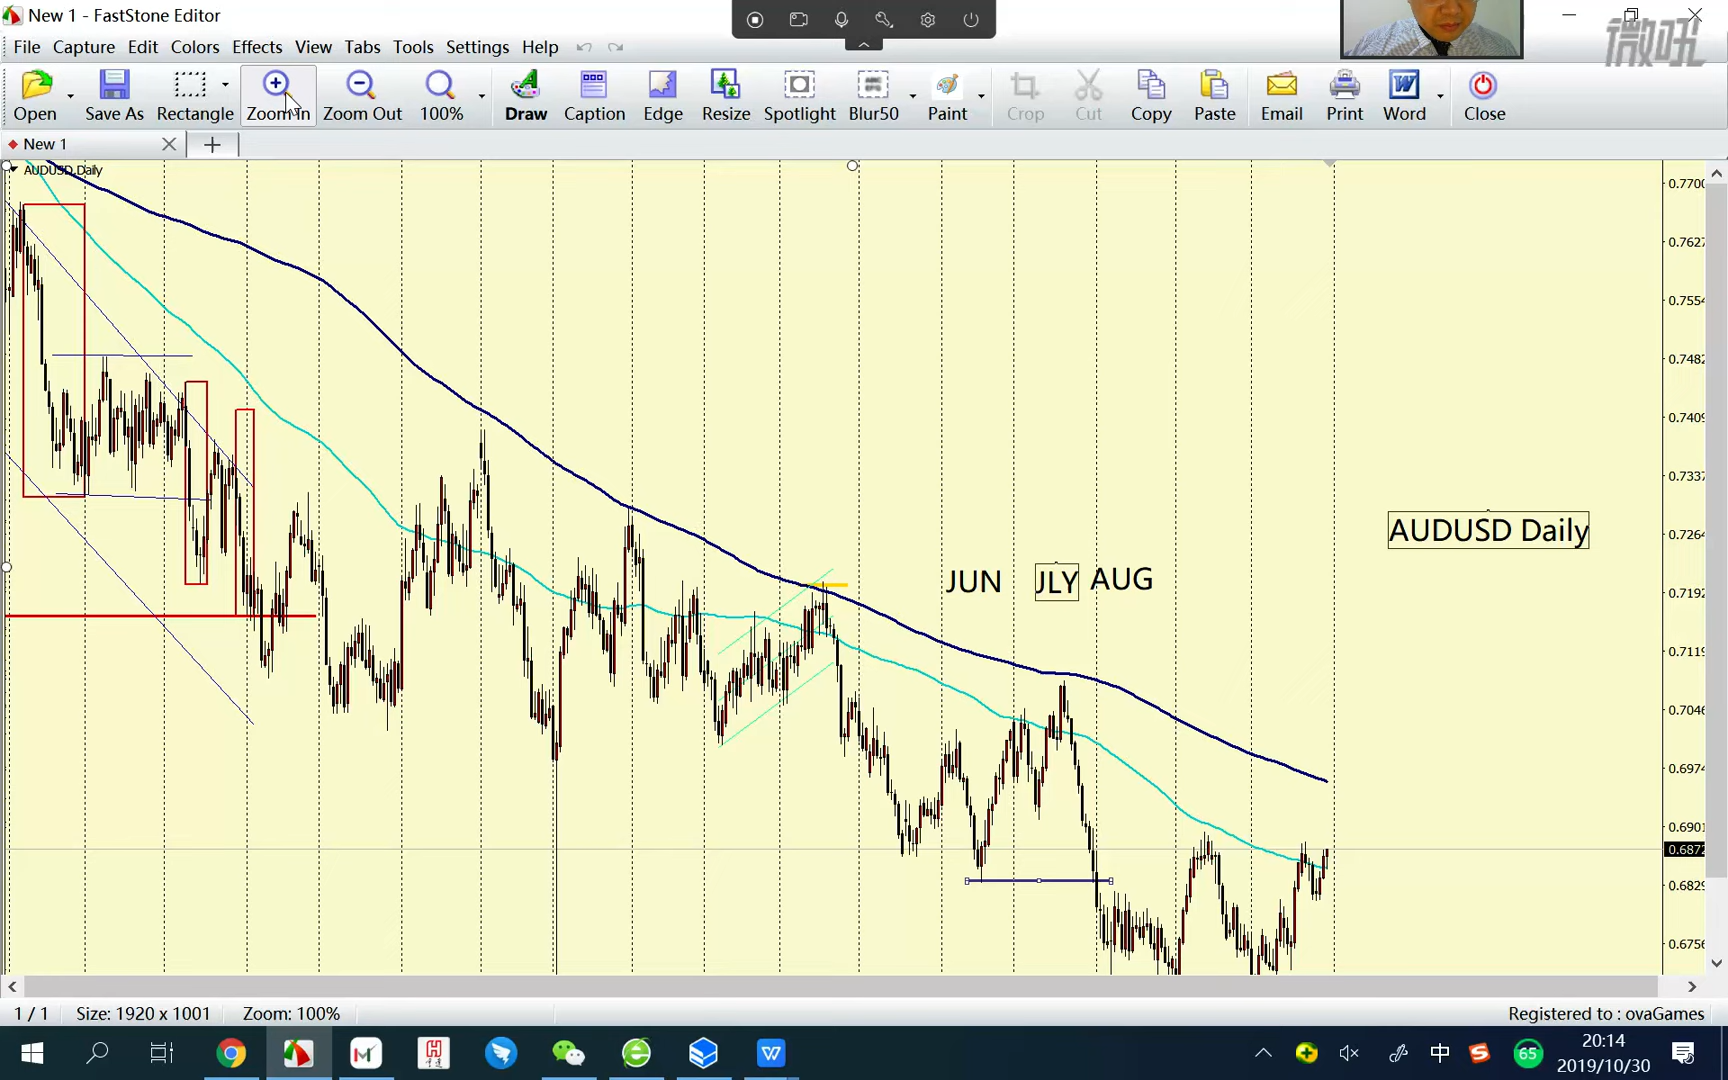 New 1 - FastStone Editor
微吼
File Capture Edit Colors Effects View Tabs Tools Settings Help
Open Save As Rectangle Zoom In Zoom Out 100% Draw Caption Edge Resize Spotlight Blur50 Paint Crop Cut Copy Paste Email Print Word Close
New 1
AUDUSD,Daily
0.7700
0.7627
0.7554
0.7482
0.7409
0.7337
0.7264
0.7192
0.7119
0.7046
0.6974
0.6901
0.6872
0.6829
0.6756
AUDUSD Daily
JUN JLY AUG
1 / 1 Size: 1920 x 1001 Zoom: 100% Registered to : ovaGames
中 65 20:14
2019/10/30